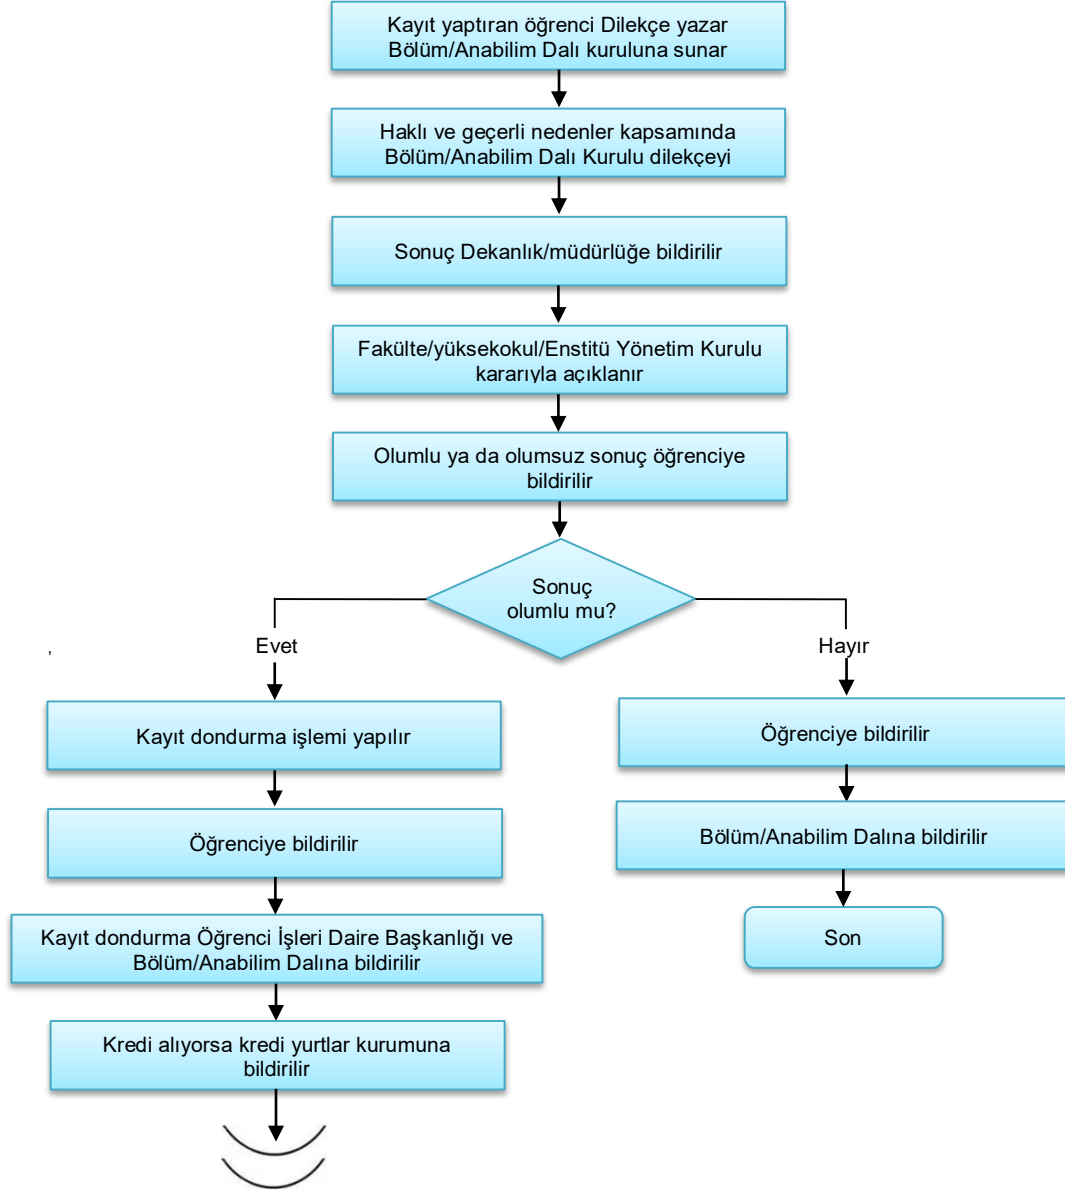 Kayıt yaptıran öğrenci Dilekçe yazar
Bölüm/Anabilim Dalı kuruluna sunar
Haklı ve geçerli nedenler kapsamında
Bölüm/Anabilim Dalı Kurulu dilekçeyi
Sonuç Dekanlık/müdürlüğe bildirilir
Fakülte/yüksekokul/Enstitü Yönetim Kurulu
kararıyla açıklanır
Olumlu ya da olumsuz sonuç öğrenciye
bildirilir
Sonuç
olumlu mu?
,
Evet
Hayır
Kayıt dondurma işlemi yapılır
Öğrenciye bildirilir
Öğrenciye bildirilir
Bölüm/Anabilim Dalına bildirilir
Kayıt dondurma Öğrenci İşleri Daire Başkanlığı ve
Bölüm/Anabilim Dalına bildirilir
Son
Kredi alıyorsa kredi yurtlar kurumuna
bildirilir